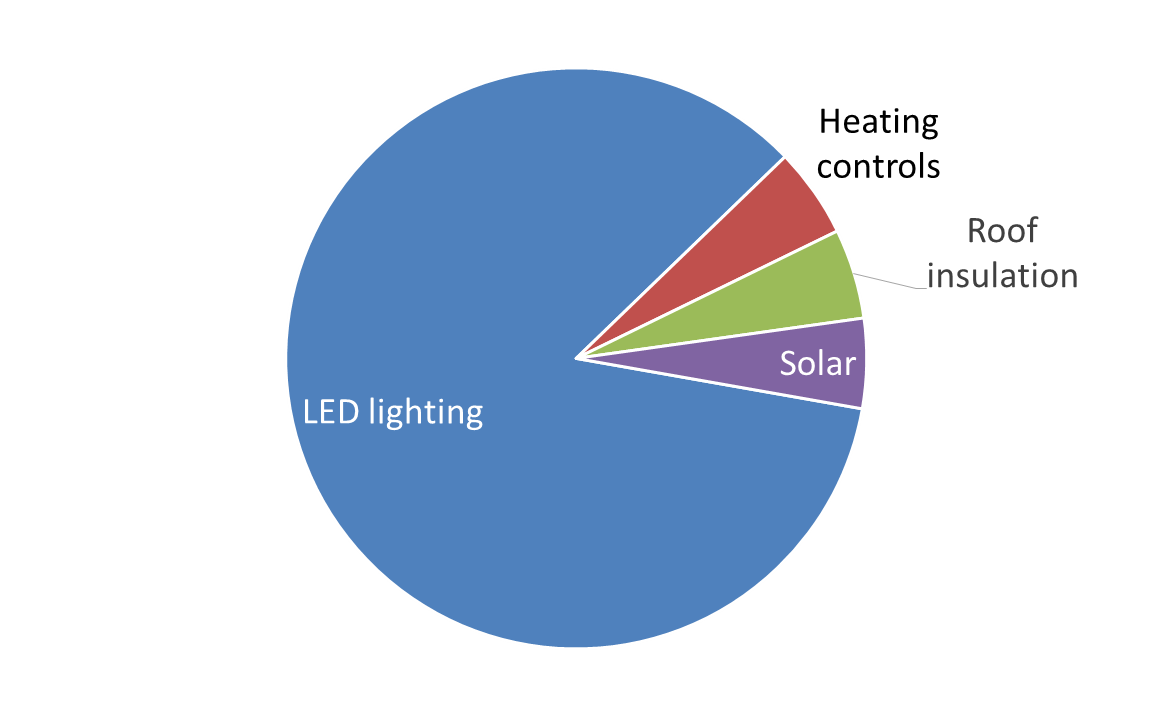 Heating
controls
Roof
insulation
Solar
LED lighting